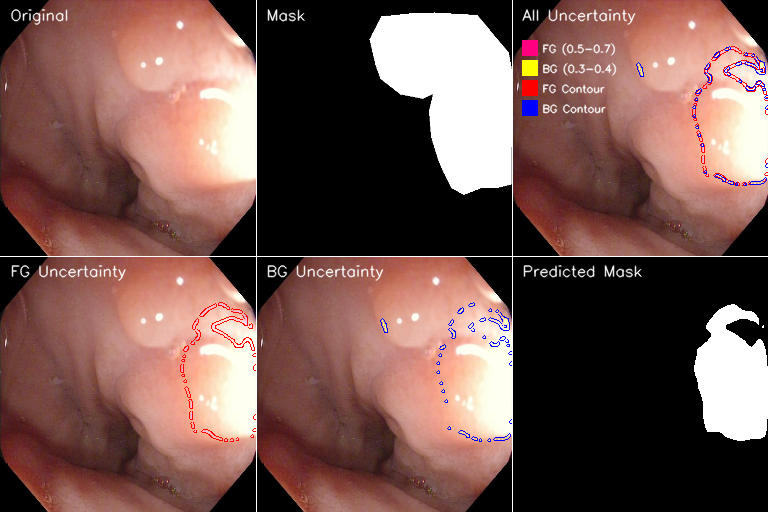 Original
Mask
All Uncertainty
FG (0.5-0.7)
BG (0.3-0.4)
FG Contour
BG Contour
FG Uncertainty
BG Uncertainty
Predicted Mask